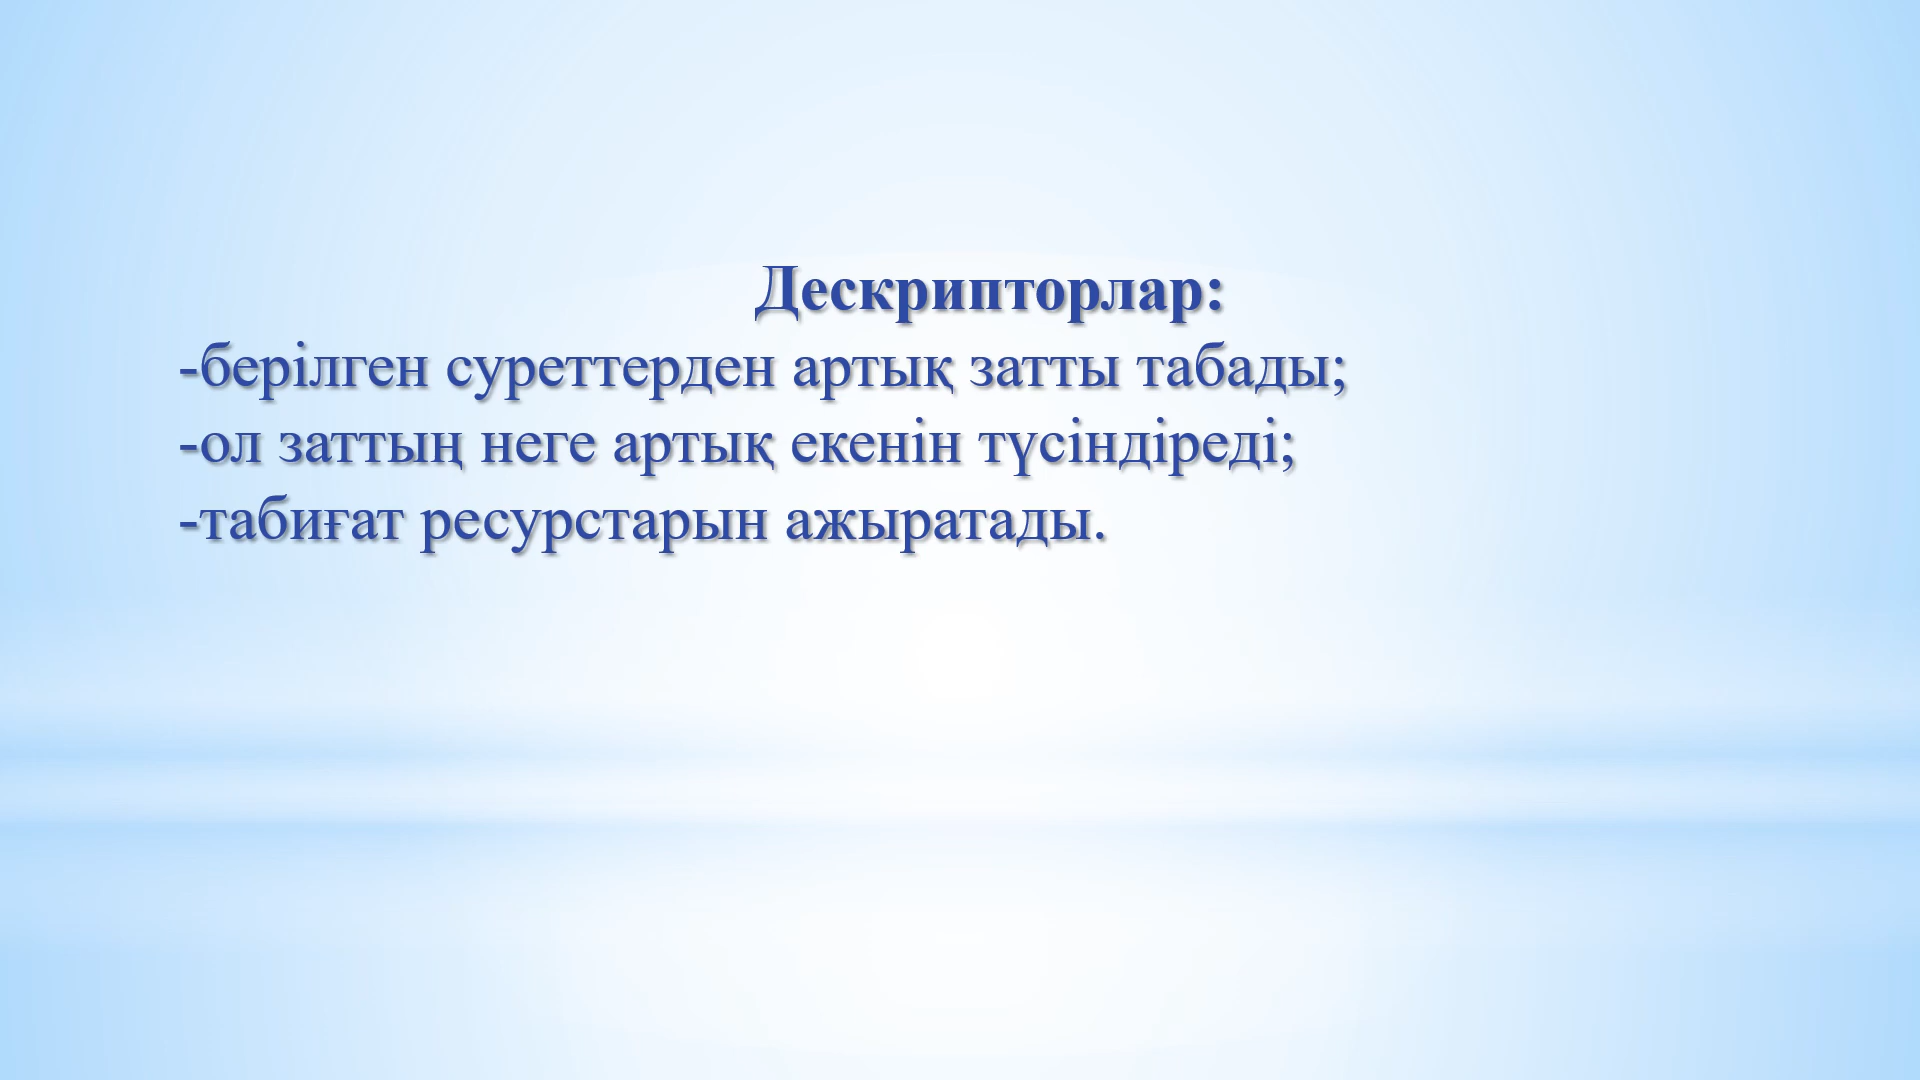 Дескрипторлар:
-берілген суреттерден артық затты табады;
-ол заттың неге артық екенін түсіндіреді;
-табиғат ресурстарын ажыратады.